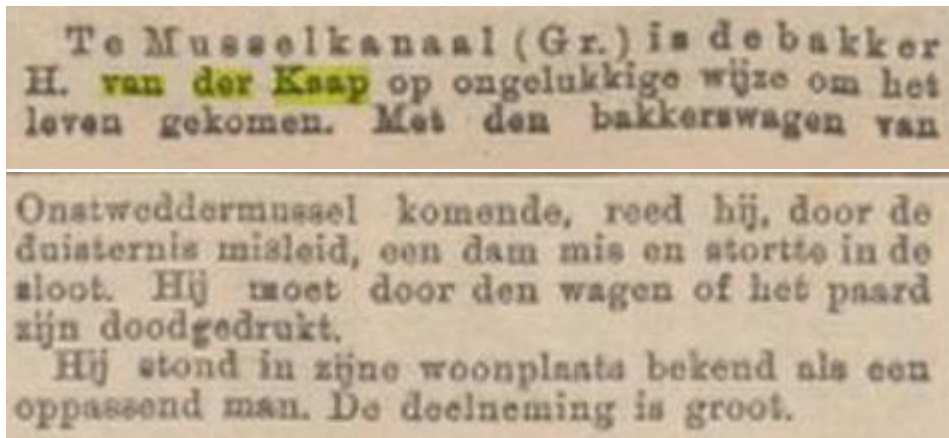 Te Musselkanaal (Gr.) is de bakker
H. van der Kaap op ongelukkige wijze om het
leven gekomen. Met den bakkerswagen van
Onstweddermussel komende, reed hij, door de
duisternis misleid, een dam mis en stortte in de
sloot. Hij moet door den wagen of het paard
zijn doodgedrukt.
Hij stond in zijne woonplaats bekend als een
oppassend man. De deelneming is groot.